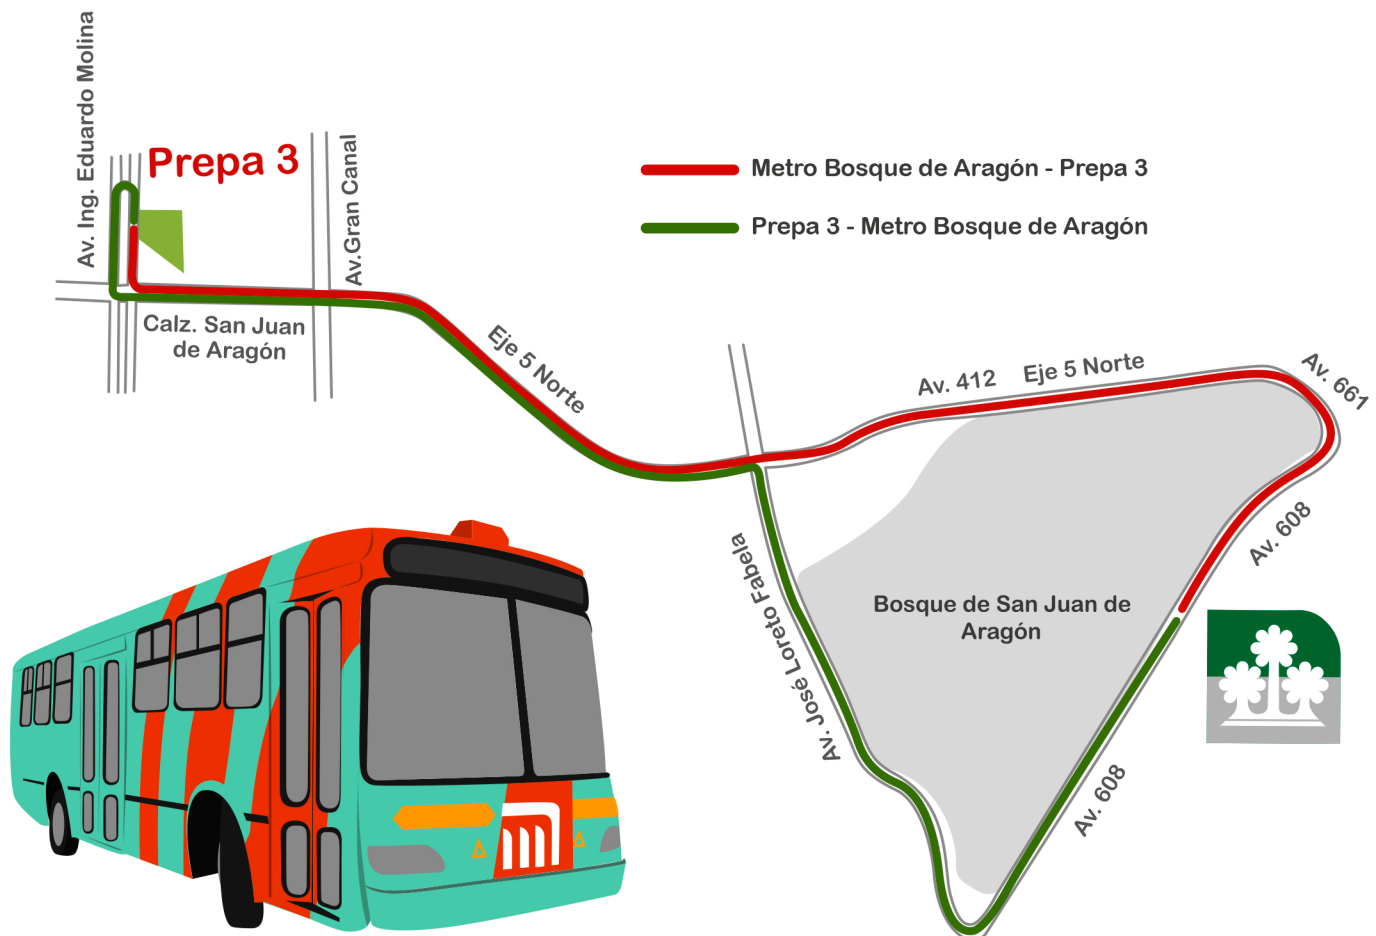 Av. Ing. Eduardo Molina
Prepa 3
Av.Gran Canal
Metro Bosque de Aragón - Prepa 3
Prepa 3 - Metro Bosque de Aragón
Calz. San Juan
de Aragón
Eje 5 Norte
Av. 412
Eje 5 Norte
Av. 661
Av. 608
Av. José Loreto Fabela
Bosque de San Juan de
Aragón
Av. 608